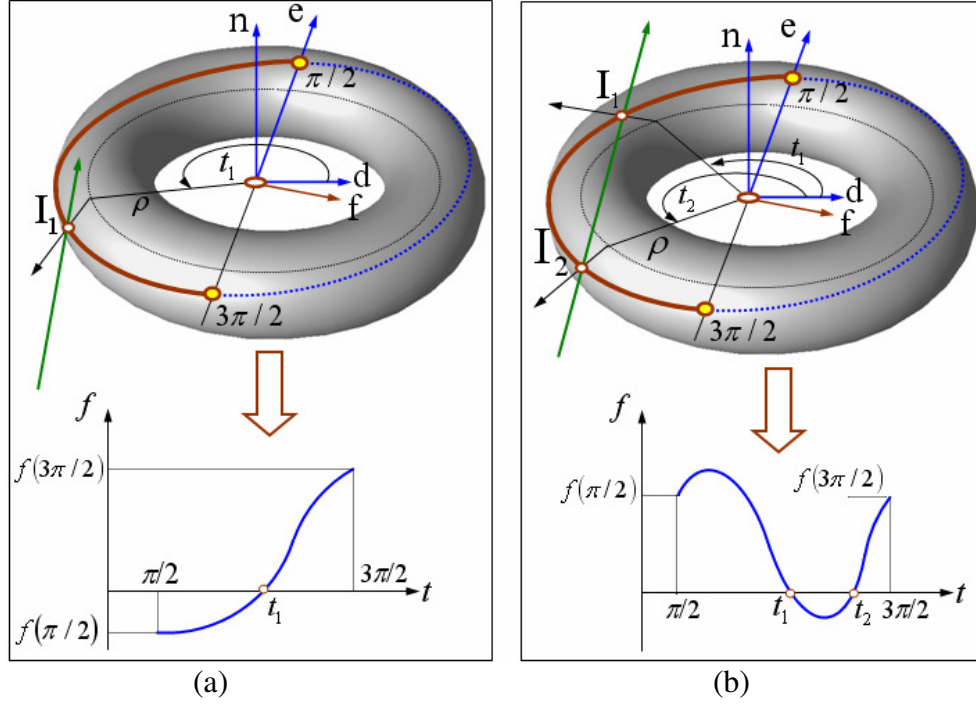 n
e
π/2
t₁
d
f
ρ
I₁
3π/2
f
f(3π/2)
π/2
3π/2
t
t₁
f(π/2)
(a)
n
e
I₁
π/2
t₁
t₂
d
f
I₂
ρ
3π/2
f
f(π/2)
f(3π/2)
π/2
t₁
t₂
3π/2
t
(b)